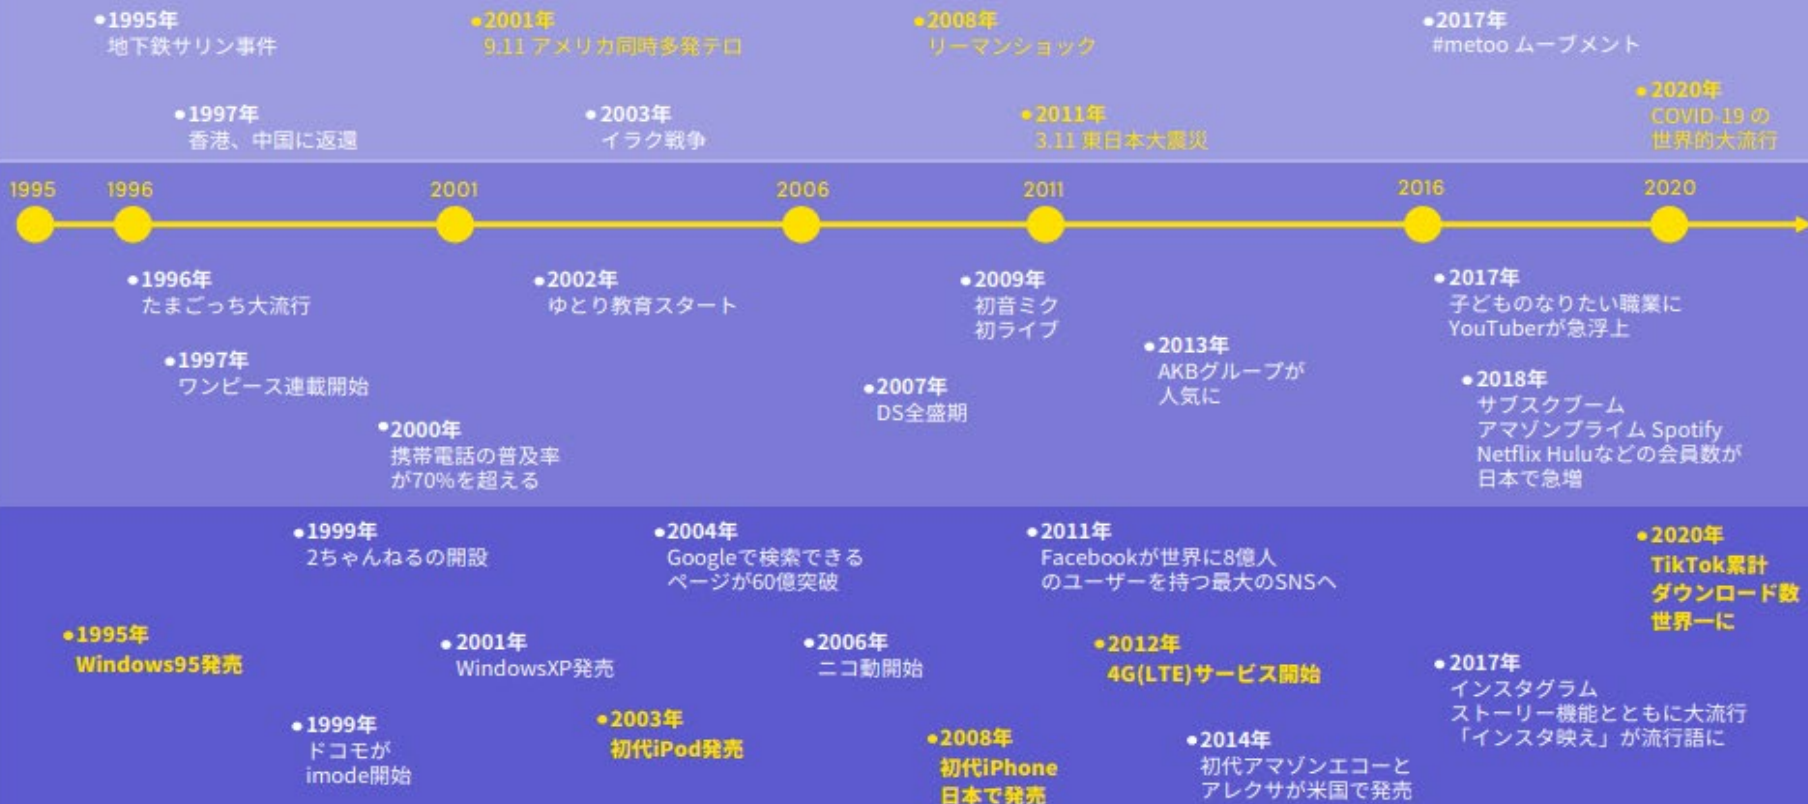 1995年
地下鉄サリン事件
2001年
9.11 アメリカ同時多発テロ
2008年
リーマンショック
2017年
#metoo ムーブメント
1997年
香港、中国に返還
2003年
イラク戦争
2011年
3.11 東日本大震災
2020年
COVID-19 の
世界的大流行
1995
1996
2001
2006
2011
2016
2020
1996年
たまごっち大流行
2002年
ゆとり教育スタート
2009年
初音ミク
初ライブ
2017年
子どものなりたい職業に
YouTuberが急浮上
1997年
ワンピース連載開始
2007年
DS全盛期
2013年
AKBグループが
人気に
2018年
サブスクブーム
アマゾンプライム Spotify
Netflix Huluなどの会員数が
日本で急増
2000年
携帯電話の普及率
が70%を超える
1999年
2ちゃんねるの開設
2004年
Googleで検索できる
ページが60億突破
2011年
Facebookが世界に8億人
のユーザーを持つ最大のSNSへ
2020年
TikTok累計
ダウンロード数
世界一に
1995年
Windows95発売
2001年
WindowsXP発売
2006年
ニコ動開始
2012年
4G(LTE)サービス開始
2017年
インスタグラム
ストーリー機能とともに大流行
「インスタ映え」が流行語に
1999年
ドコモが
imode開始
2003年
初代iPod発売
2008年
初代iPhone
日本で発売
2014年
初代アマゾンエコーと
アレクサが米国で発売